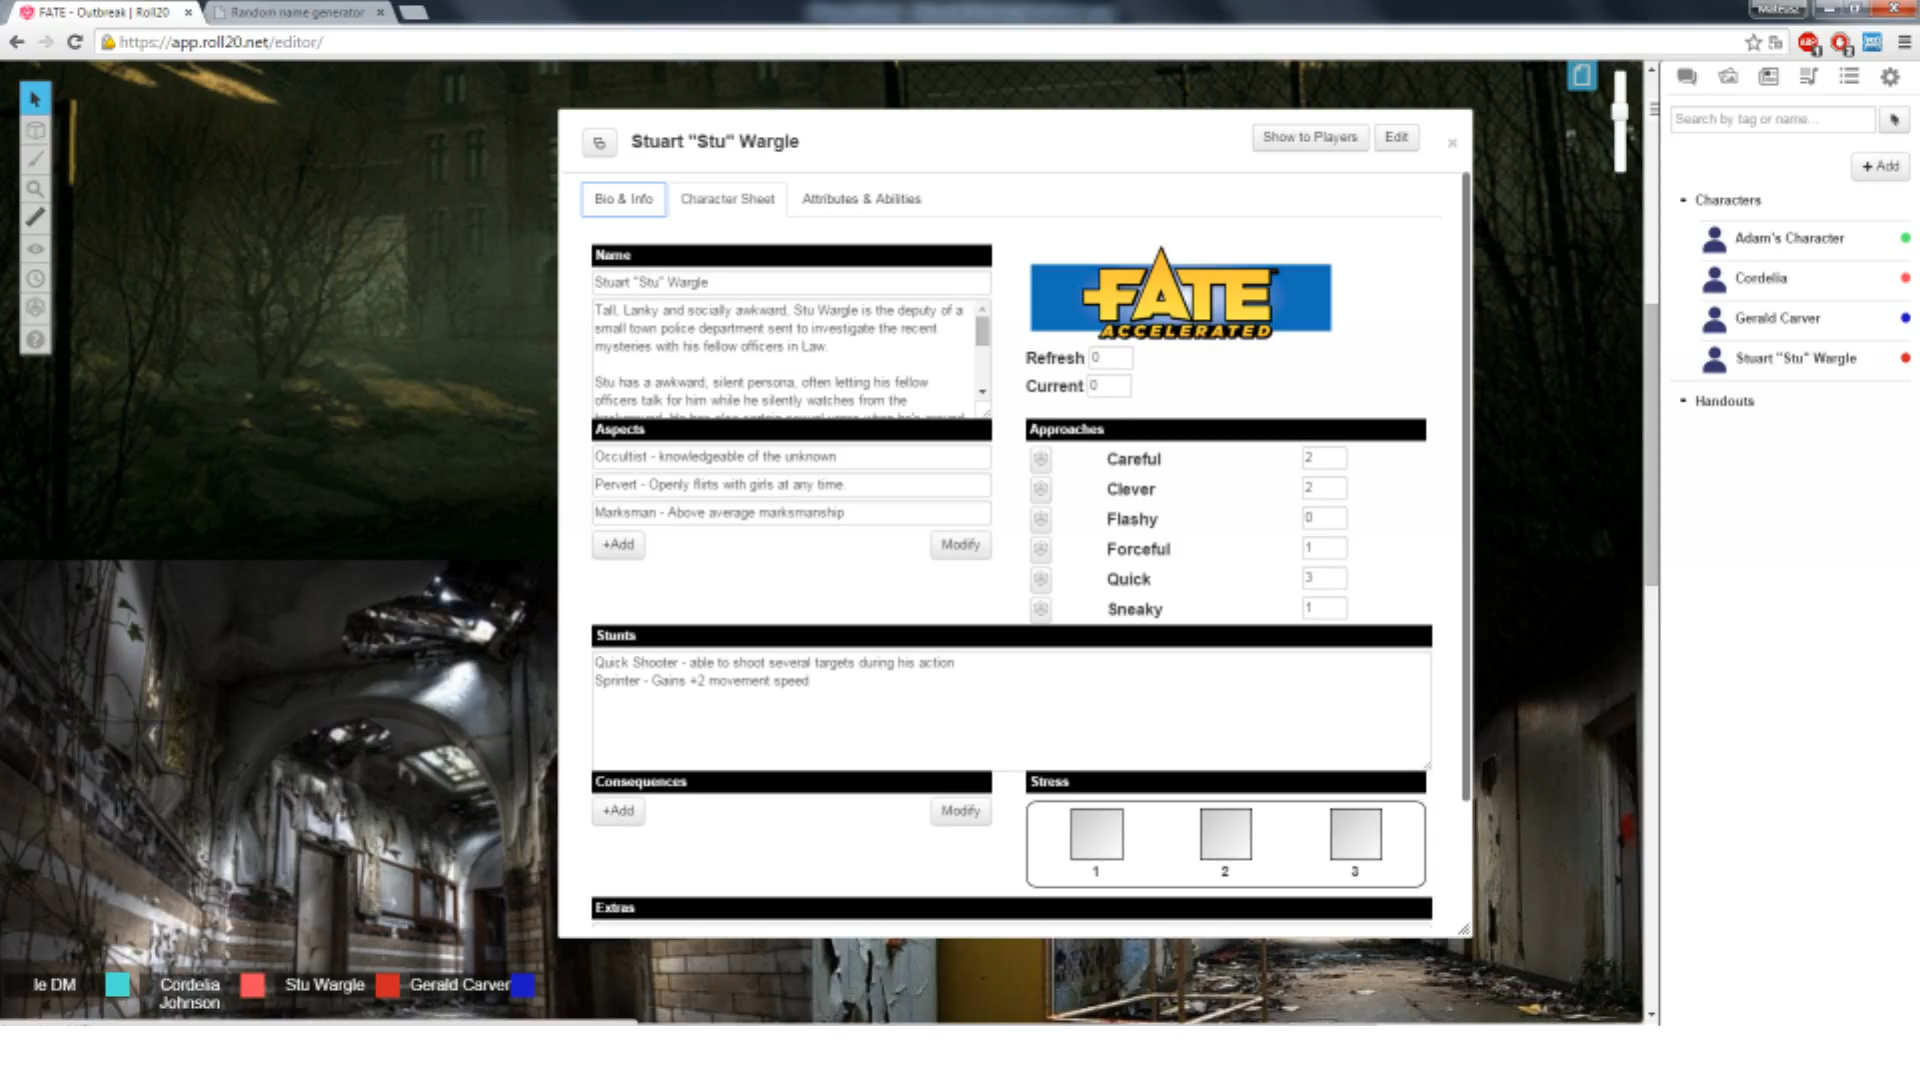 FATE - Outbreak | Roll20
Random name generator
Mateusz
https://app.roll20.net/editor/
Stuart "Stu" Wargle
Show to Players
Edit
Bio & Info
Character Sheet
Attributes & Abilities
Name
Stuart "Stu" Wargle
Tall, Lanky and socially awkward, Stu Wargle is the deputy of a
small town police department sent to investigate the recent
mysteries with his fellow officers in Law.
Stu has a awkward, silent persona, often letting his fellow
officers talk for him while he silently watches from the
FATE
ACCELERATED
Refresh 0
Current 0
Aspects
Occultist - knowledgeable of the unknown
Pervert - Openly flirts with girls at any time.
Marksman - Above average marksmanship
+Add
Modify
Approaches
Careful 2
Clever 2
Flashy 0
Forceful 1
Quick 3
Sneaky 1
Stunts
Quick Shooter - able to shoot several targets during his action
Sprinter - Gains +2 movement speed
Consequences
+Add
Modify
Stress
1 2 3
Extras
Search by tag or name...
+ Add
Characters
Adam's Character
Cordelia
Gerald Carver
Stuart "Stu" Wargle
Handouts
le DM
Cordelia
Johnson
Stu Wargle
Gerald Carver